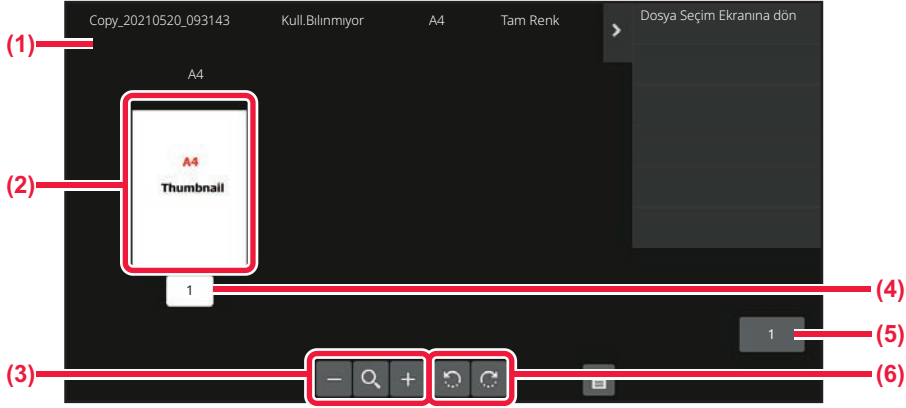 Copy_20210520_093143 Kull.Bılınmıyor A4 Tam Renk Dosya Seçim Ekranına dön
(1)
A4
A4
Thumbnail
(2)
1
(4)
1
(5)
(3)
(6)